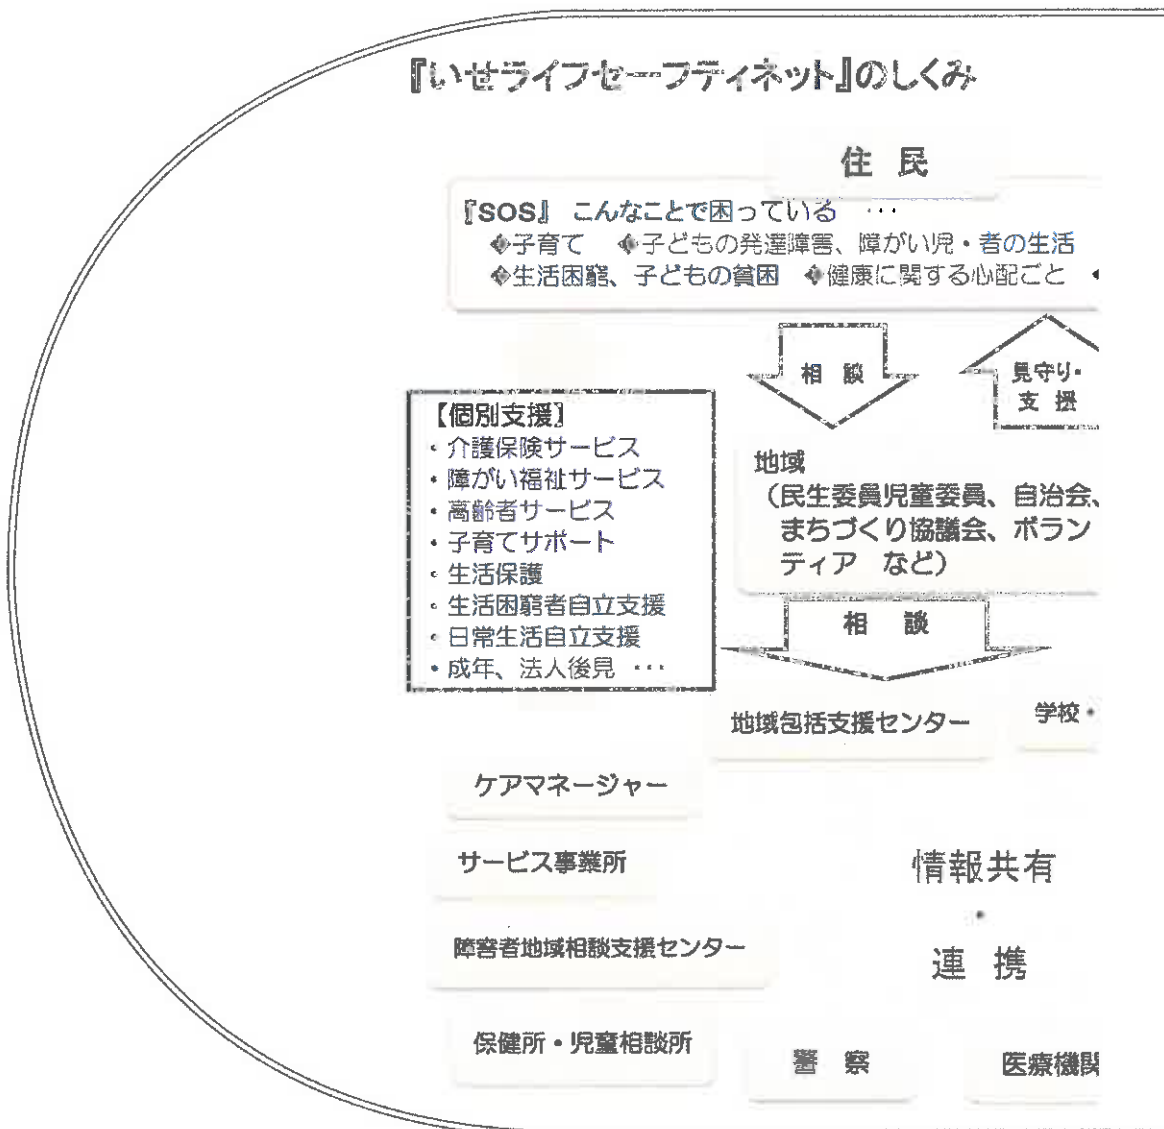 『いせライフセーフティネット』のしくみ
住 民
『SOS』 こんなことで困っている …
◆子育て ◆子どもの発達障害、障がい児・者の生活
◆生活困窮、子どもの貧困 ◆健康に関する心配ごと ◆
相 談
見守り・
支 援
【個別支援】
・介護保険サービス
・障がい福祉サービス
・高齢者サービス
・子育てサポート
・生活保護
・生活困窮者自立支援
・日常生活自立支援
・成年、法人後見 …
地域
（民生委員児童委員、自治会、
まちづくり協議会、ボラン
ティア など）
相 談
地域包括支援センター
学校・
ケアマネージャー
サービス事業所
情報共有
・
連 携
障害者地域相談支援センター
保健所・児童相談所
警 察
医療機関